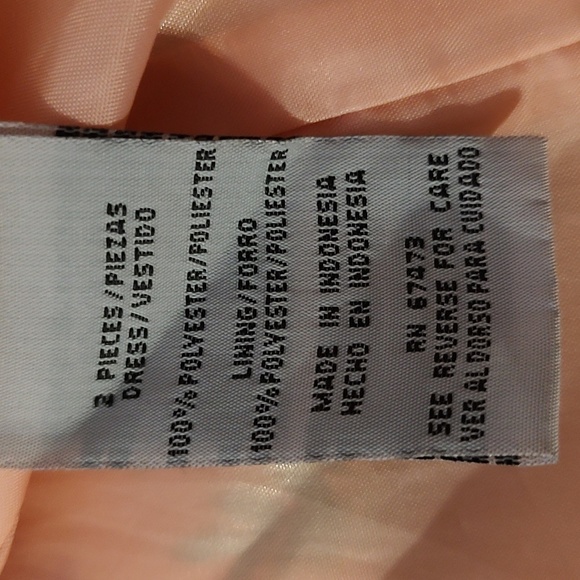 2 PIECES/PIEZAS
DRESS/VESTIDO
100% POLYESTER/POLIESTER
LINING/FORRO
100% POLYESTER/POLIESTER
MADE IN INDONESIA
HECHO EN INDONESIA
RN 67473
SEE REVERSE FOR CARE
VER AL DORSO PARA CUIDADO